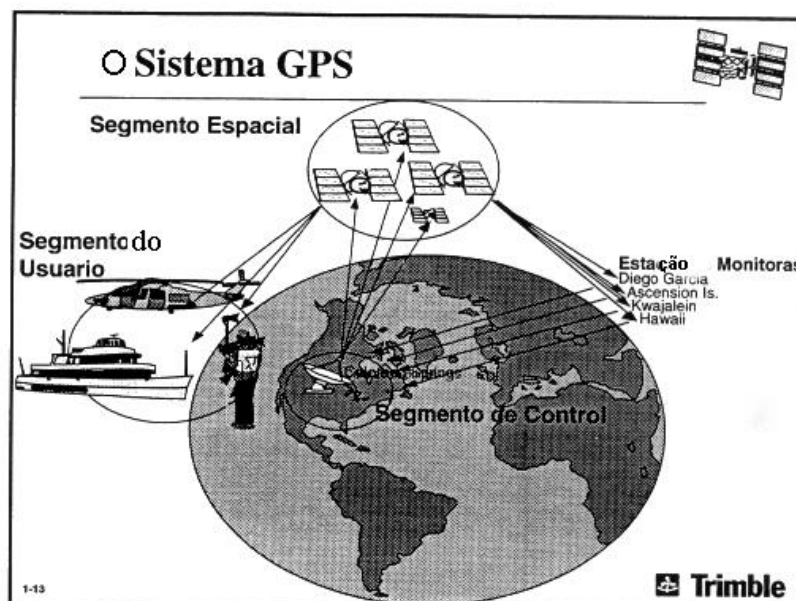 O Sistema GPS
Segmento Espacial
Segmento do
Usuario
Estação Monitoras
Diego Garcia
Ascension Is.
Kwajalein
Hawaii
Segmento de Control
1-13
Trimble